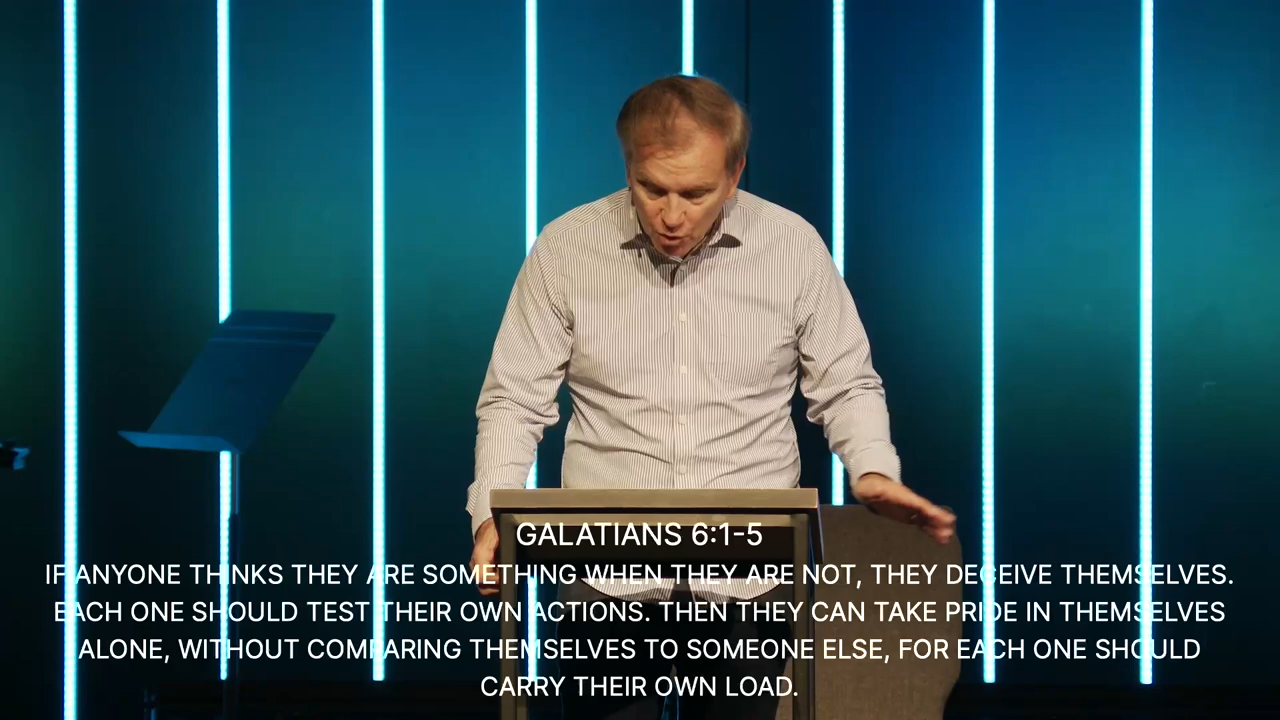 GALATIANS 6:1-5
IF ANYONE THINKS THEY ARE SOMETHING WHEN THEY ARE NOT, THEY DECEIVE THEMSELVES.
EACH ONE SHOULD TEST THEIR OWN ACTIONS. THEN THEY CAN TAKE PRIDE IN THEMSELVES
ALONE, WITHOUT COMPARING THEMSELVES TO SOMEONE ELSE, FOR EACH ONE SHOULD
CARRY THEIR OWN LOAD.